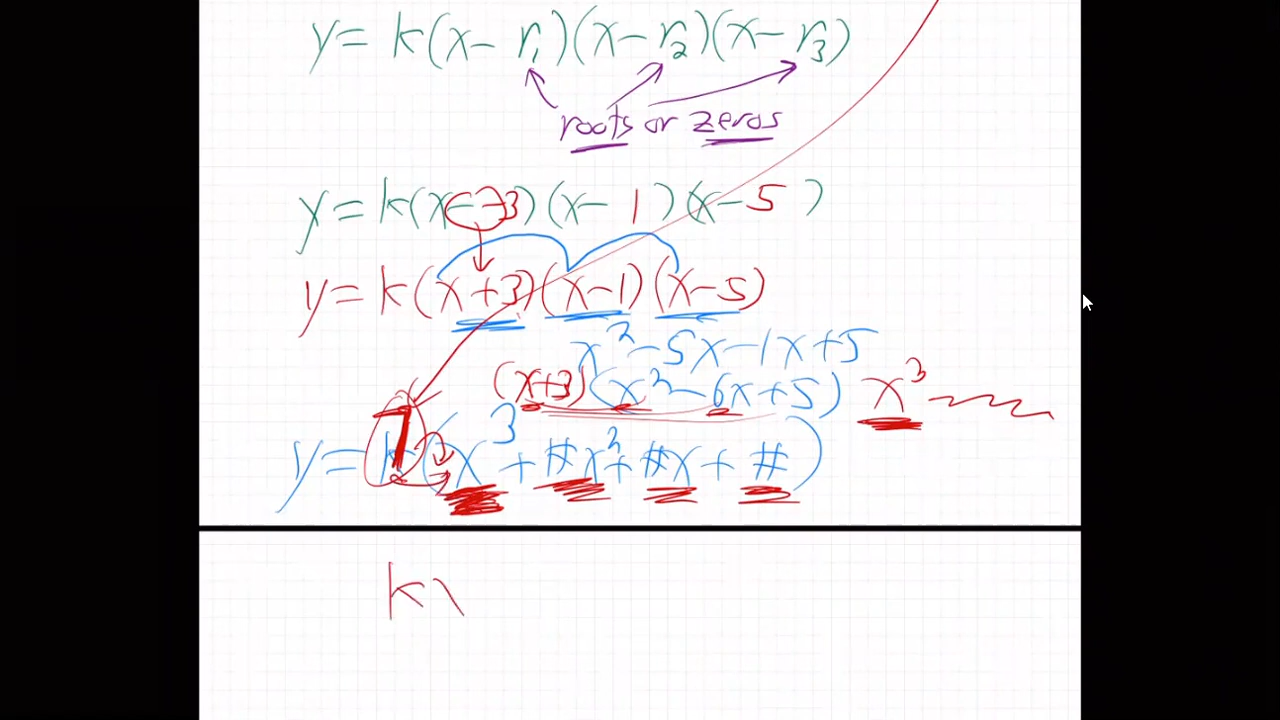 y = k(x - r₁)(x - r₂)(x - r₃)
roots or zeros
y = k(x - -3)(x - 1)(x - 5)
y = k(x+3)(x-1)(x-5)
x² - 5x - 1x + 5
(x+3)(x² - 6x + 5) x³
y = k(x³ + #x² + #x + #)
k